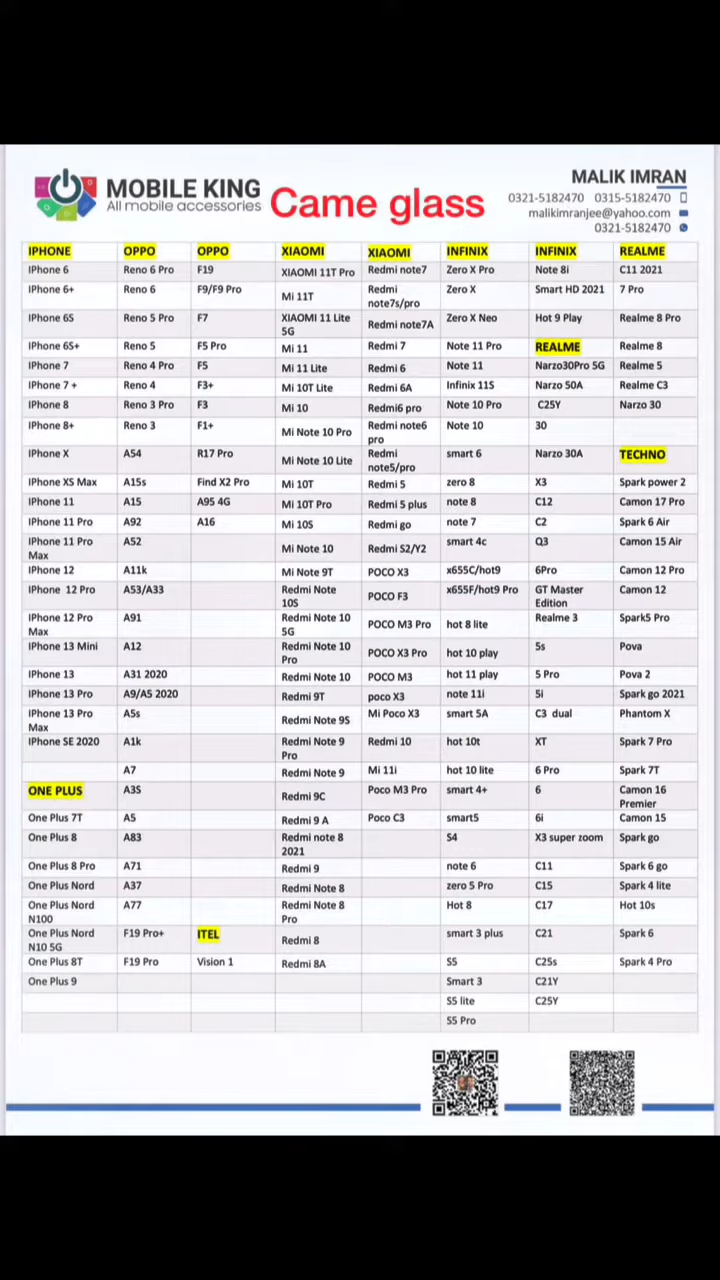 MOBILE KING
All mobile accessories
Came glass
MALIK IMRAN
0321-5182470 0315-5182470
malikimranjee@yahoo.com
0321-5182470
IPHONE OPPO OPPO XIAOMI XIAOMI INFINIX INFINIX REALME
IPhone 6 Reno 6 Pro F19 XIAOMI 11T Pro Redmi note7 Zero X Pro Note 8i C11 2021
IPhone 6+ Reno 6 F9/F9 Pro Mi 11T Redmi note7s/pro Zero X Smart HD 2021 7 Pro
IPhone 6S Reno 5 Pro F7 XIAOMI 11 Lite 5G Redmi note7A Zero X Neo Hot 9 Play Realme 8 Pro
IPhone 6S+ Reno 5 F5 Pro Mi 11 Redmi 7 Note 11 Pro REALME Realme 8
IPhone 7 Reno 4 Pro F5 Mi 11 Lite Redmi 6 Note 11 Narzo30Pro 5G Realme 5
IPhone 7 + Reno 4 F3+ Mi 10T Lite Redmi 6A Infinix 11S Narzo 50A Realme C3
IPhone 8 Reno 3 Pro F3 Mi 10 Redmi6 pro Note 10 Pro C25Y Narzo 30
IPhone 8+ Reno 3 F1+ Mi Note 10 Pro Redmi note6 pro Note 10 30
IPhone X A54 R17 Pro Mi Note 10 Lite Redmi note5/pro smart 6 Narzo 30A TECHNO
IPhone XS Max A15s Find X2 Pro Mi 10T Redmi 5 zero 8 X3 Spark power 2
IPhone 11 A15 A95 4G Mi 10T Pro Redmi 5 plus note 8 C12 Camon 17 Pro
IPhone 11 Pro A92 A16 Mi 10S Redmi go note 7 C2 Spark 6 Air
IPhone 11 Pro Max A52 Mi Note 10 Redmi S2/Y2 smart 4c Q3 Camon 15 Air
IPhone 12 A11k Mi Note 9T POCO X3 x655C/hot9 6Pro Camon 12 Pro
IPhone 12 Pro A53/A33 Redmi Note 10S POCO F3 x655F/hot9 Pro GT Master Edition Camon 12
IPhone 12 Pro Max A91 Redmi Note 10 5G POCO M3 Pro hot 8 lite Realme 3 Spark5 Pro
IPhone 13 Mini A12 Redmi Note 10 Pro POCO X3 Pro hot 10 play 5s Pova
IPhone 13 A31 2020 Redmi Note 10 POCO M3 hot 11 play 5 Pro Pova 2
IPhone 13 Pro A9/A5 2020 Redmi 9T poco X3 note 11i 5i Spark go 2021
IPhone 13 Pro Max A5s Redmi Note 9S Mi Poco X3 smart 5A C3 dual Phantom X
IPhone SE 2020 A1k Redmi Note 9 Pro Redmi 10 hot 10t XT Spark 7 Pro
A7 Redmi Note 9 Mi 11i hot 10 lite 6 Pro Spark 7T
ONE PLUS A3S Redmi 9C Poco M3 Pro smart 4+ 6 Camon 16 Premier
One Plus 7T A5 Redmi 9 A Poco C3 smart5 6i Camon 15
One Plus 8 A83 Redmi note 8 2021 S4 X3 super zoom Spark go
One Plus 8 Pro A71 Redmi 9 note 6 C11 Spark 6 go
One Plus Nord A37 Redmi Note 8 zero 5 Pro C15 Spark 4 lite
One Plus Nord N100 A77 Redmi Note 8 Pro Hot 8 C17 Hot 10s
One Plus Nord N10 5G F19 Pro+ ITEL Redmi 8 smart 3 plus C21 Spark 6
One Plus 8T F19 Pro Vision 1 Redmi 8A S5 C25s Spark 4 Pro
One Plus 9 Smart 3 C21Y
S5 lite C25Y
S5 Pro